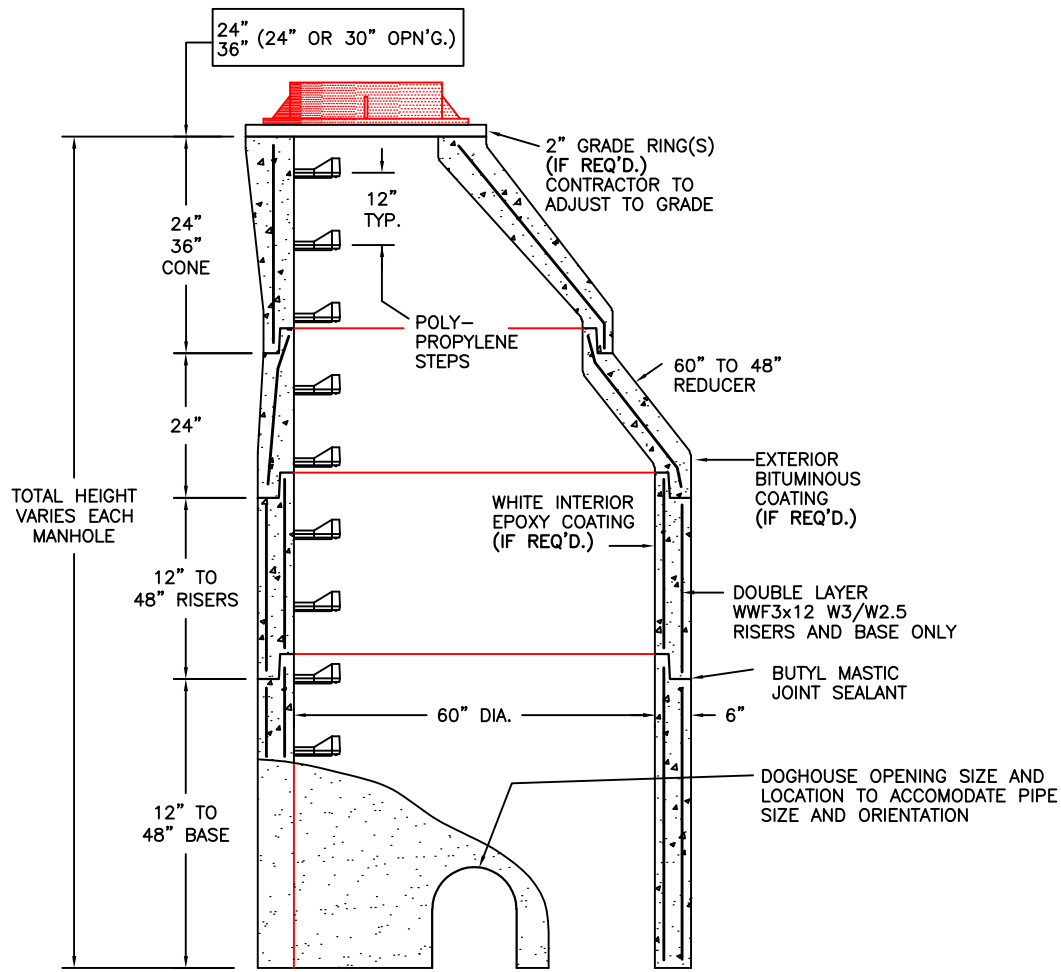 24”
36” (24” OR 30” OPN’G.)
2” GRADE RING(S)
(IF REQ’D.)
CONTRACTOR TO
ADJUST TO GRADE
12”
TYP.
24”
36”
CONE
POLY–
PROPYLENE
STEPS
60” TO 48”
REDUCER
24”
EXTERIOR
BITUMINOUS
COATING
(IF REQ’D.)
TOTAL HEIGHT
VARIES EACH
MANHOLE
WHITE INTERIOR
EPOXY COATING
(IF REQ’D.)
12” TO
48” RISERS
DOUBLE LAYER
WWF3x12 W3/W2.5
RISERS AND BASE ONLY
BUTYL MASTIC
JOINT SEALANT
60” DIA.
6”
DOGHOUSE OPENING SIZE AND
LOCATION TO ACCOMODATE PIPE
SIZE AND ORIENTATION
12” TO
48” BASE